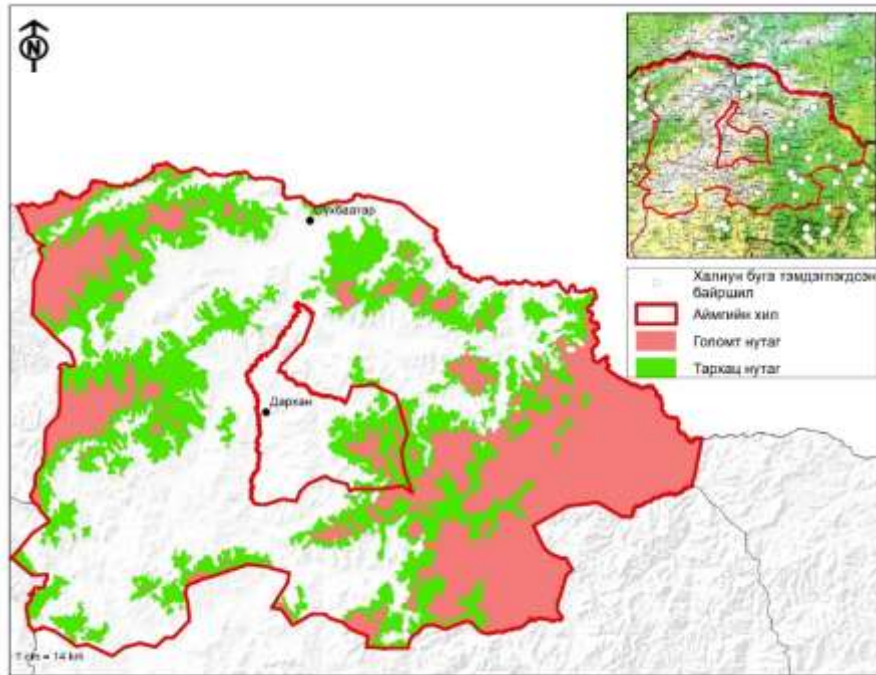 N
Сүхбаатар
Дархан
1 cm = 14 km
Халиун буга тэмдэглэгдсэн
байршил
Аймгийн хил
Голомт нутаг
Тархац нутаг